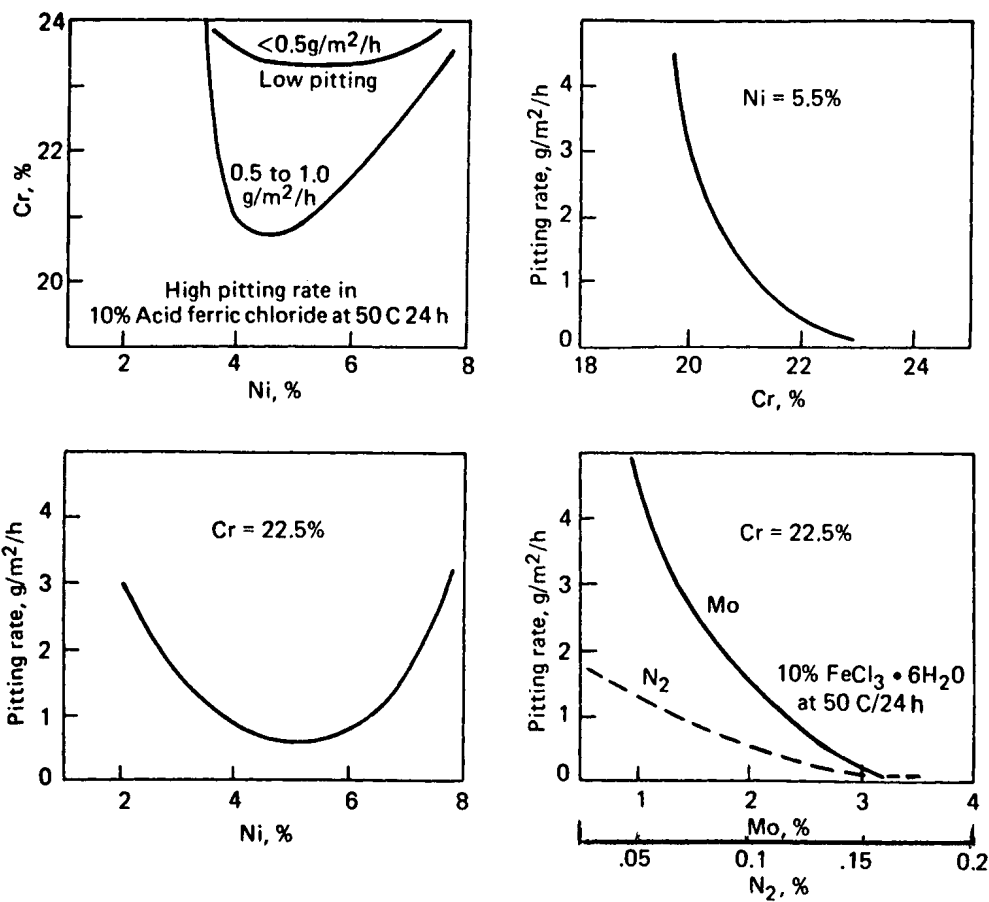 24
22
20
Cr, %
<0.5g/m²/h
Low pitting
0.5 to 1.0
g/m²/h
High pitting rate in
10% Acid ferric chloride at 50 C 24 h
2 4 6 8
Ni, %
4
3
2
1
0
Pitting rate, g/m²/h
Ni = 5.5%
18 20 22 24
Cr, %
4
3
2
1
0
Pitting rate, g/m²/h
Cr = 22.5%
2 4 6 8
Ni, %
4
3
2
1
0
Pitting rate, g/m²/h
Cr = 22.5%
Mo
N₂
10% FeCl₃ • 6H₂0
at 50 C/24 h
1 2 3 4
Mo, %
.05 0.1 .15 0.2
N₂, %